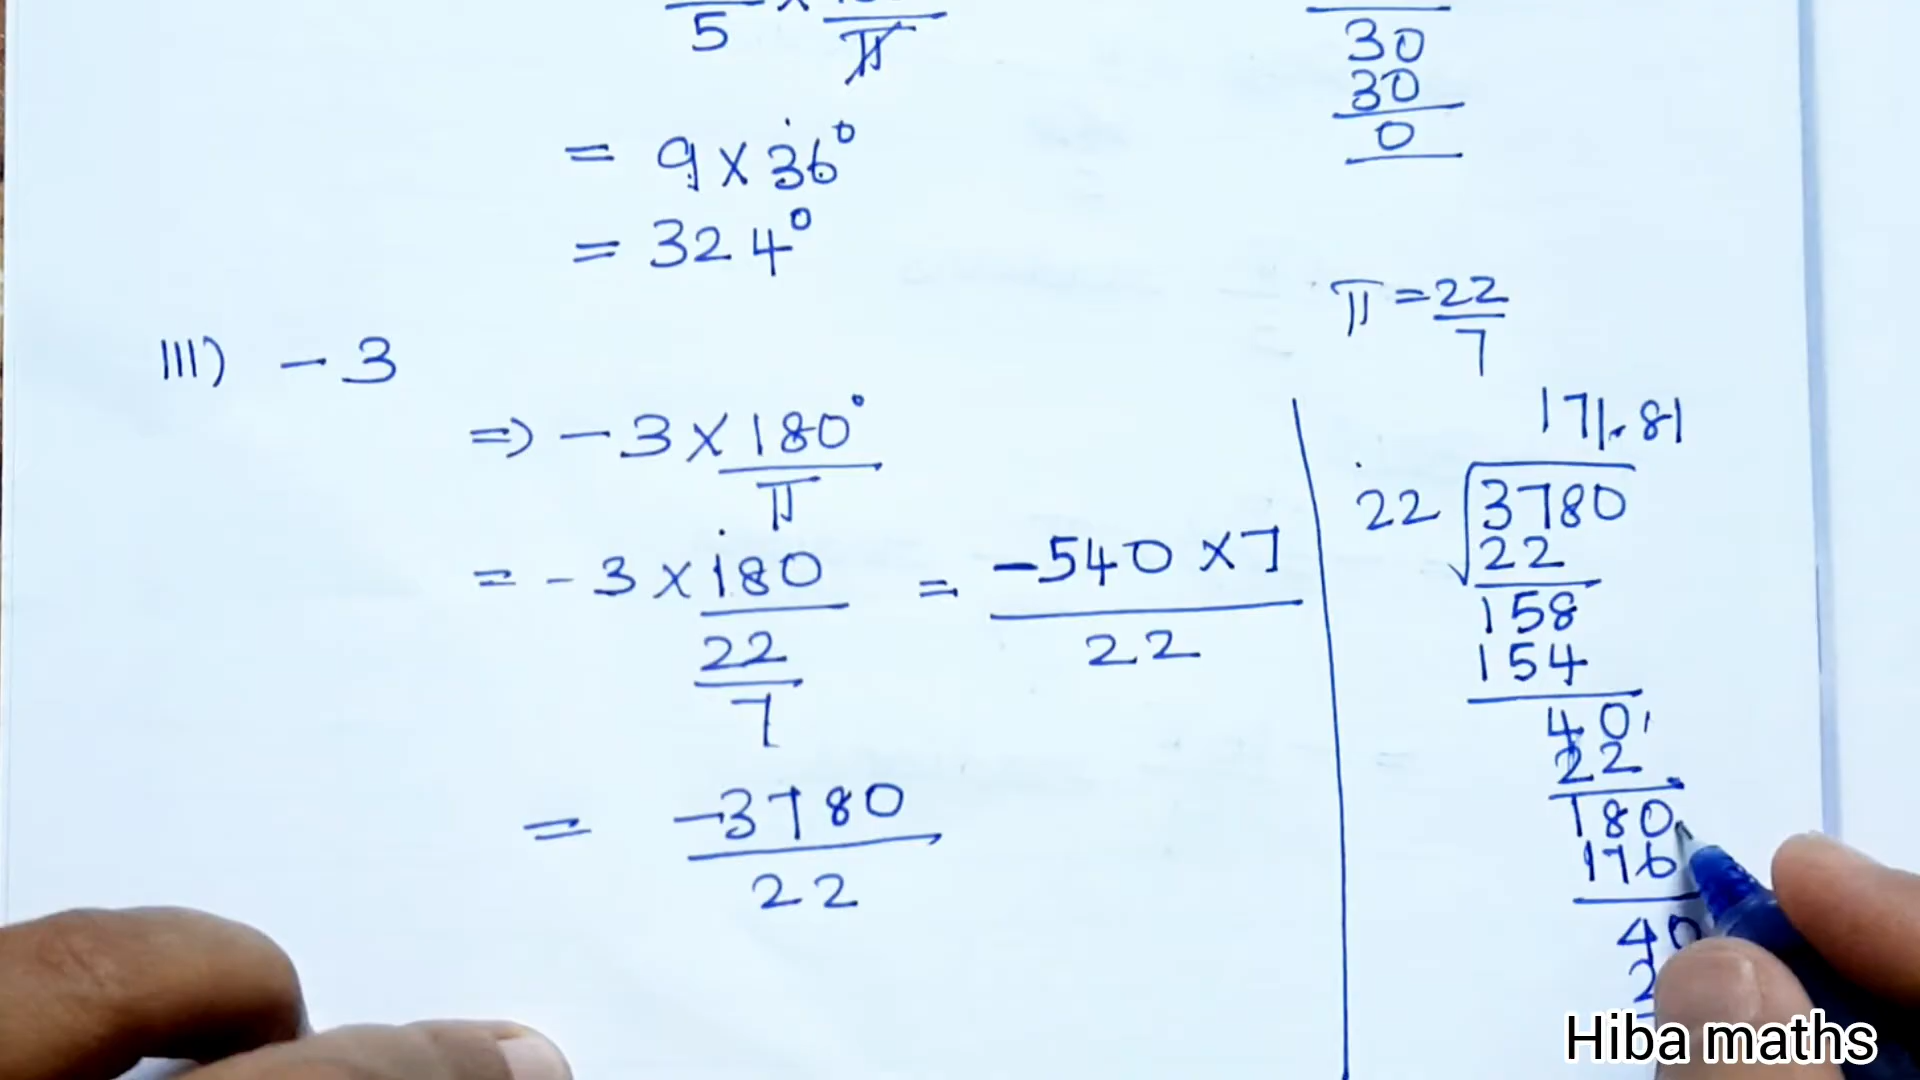 5 × π
= 9 × 36°
= 324°
III) - 3
⇒ - 3 × 180°
π
= - 3 × 180
22
7
= - 540 × 7
22
= - 3780
22
30
30
0
π = 22
7
171.81
22 √3780
22
158
154
40
22
180
176
40
2
Hiba maths